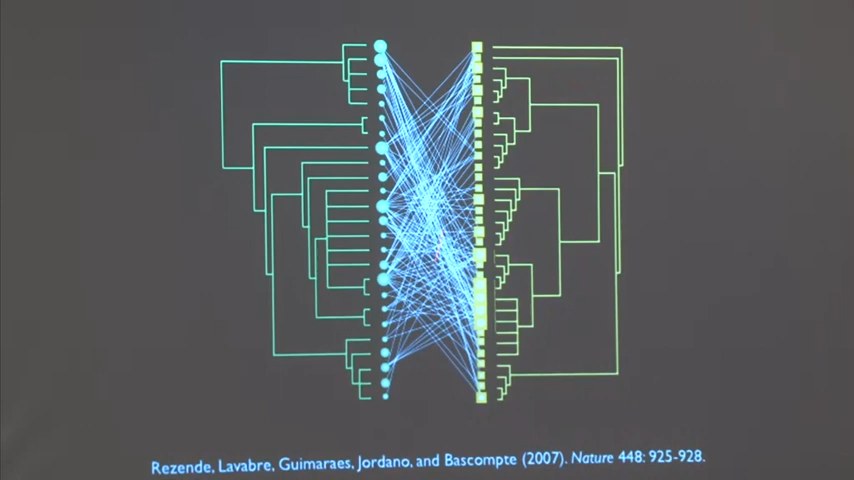 Rezende, Lavabre, Guimaraes, Jordano, and Bascompte (2007). Nature 448: 925-928.